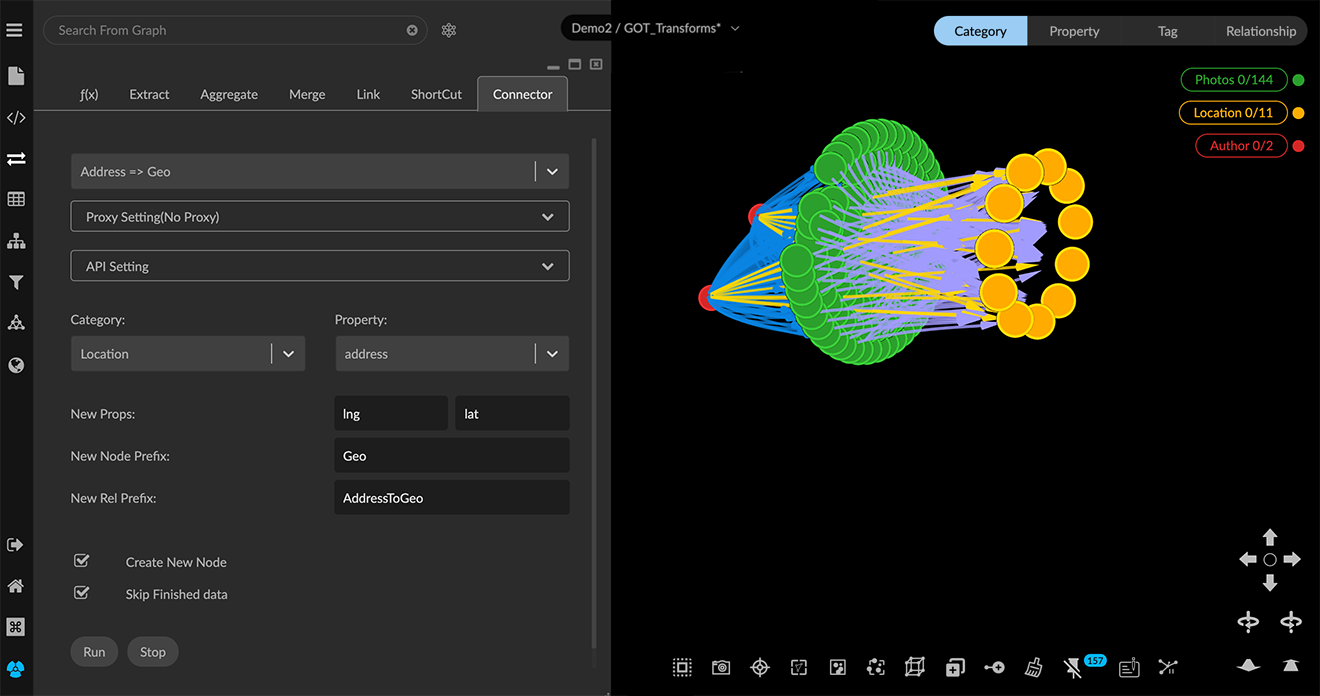 Search From Graph
Demo2 / GOT_Transforms*
Category Property Tag Relationship
Photos 0/144
Location 0/11
Author 0/2
ƒ(x) Extract Aggregate Merge Link ShortCut Connector
Address => Geo
Proxy Setting(No Proxy)
API Setting
Category: Property:
Location address
New Props: lng lat
New Node Prefix: Geo
New Rel Prefix: AddressToGeo
Create New Node
Skip Finished data
Run Stop
157